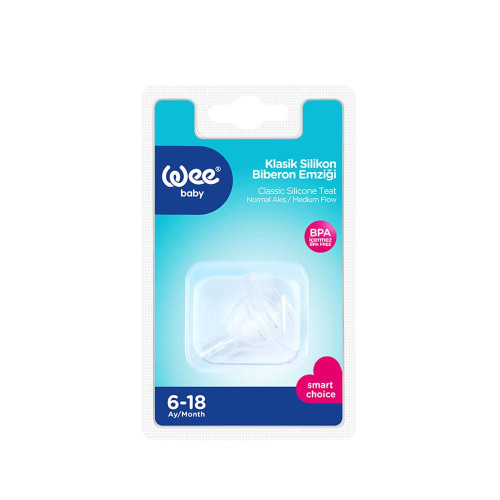 Wee®
baby
Klasik Silikon
Biberon Emziği
Classic Silicone Teat
Normal Akış / Medium Flow
BPA
içermez
BPA FREE
smart
choice
6-18
Ay/Month